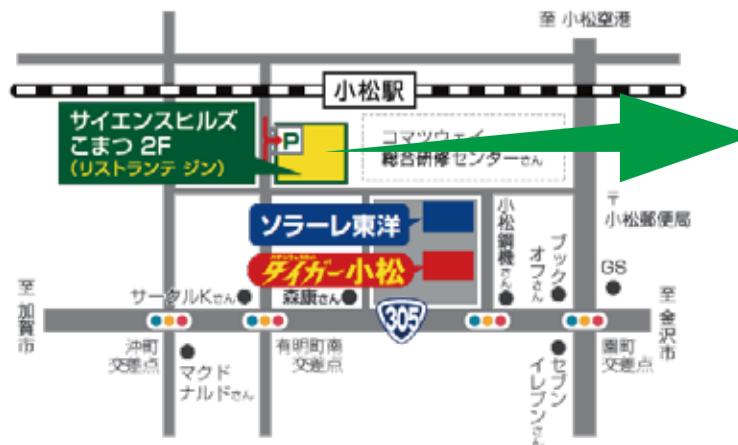 至 小松空港
小松駅
サイエンスヒルズ
こまつ 2F
(リストランテ ジン)
P
コマツウェイ
総合研修センターさん
〒
小松郵便局
ソラーレ東洋
タイガー小松
小松鋼機さん
ブック
オフさん
GS
至 加賀市
サークルKさん
森康さん
305
至 金沢市
沖町
交差点
マクド
ナルドさん
有明町南
交差点
セブン
イレブンさん
園町
交差点